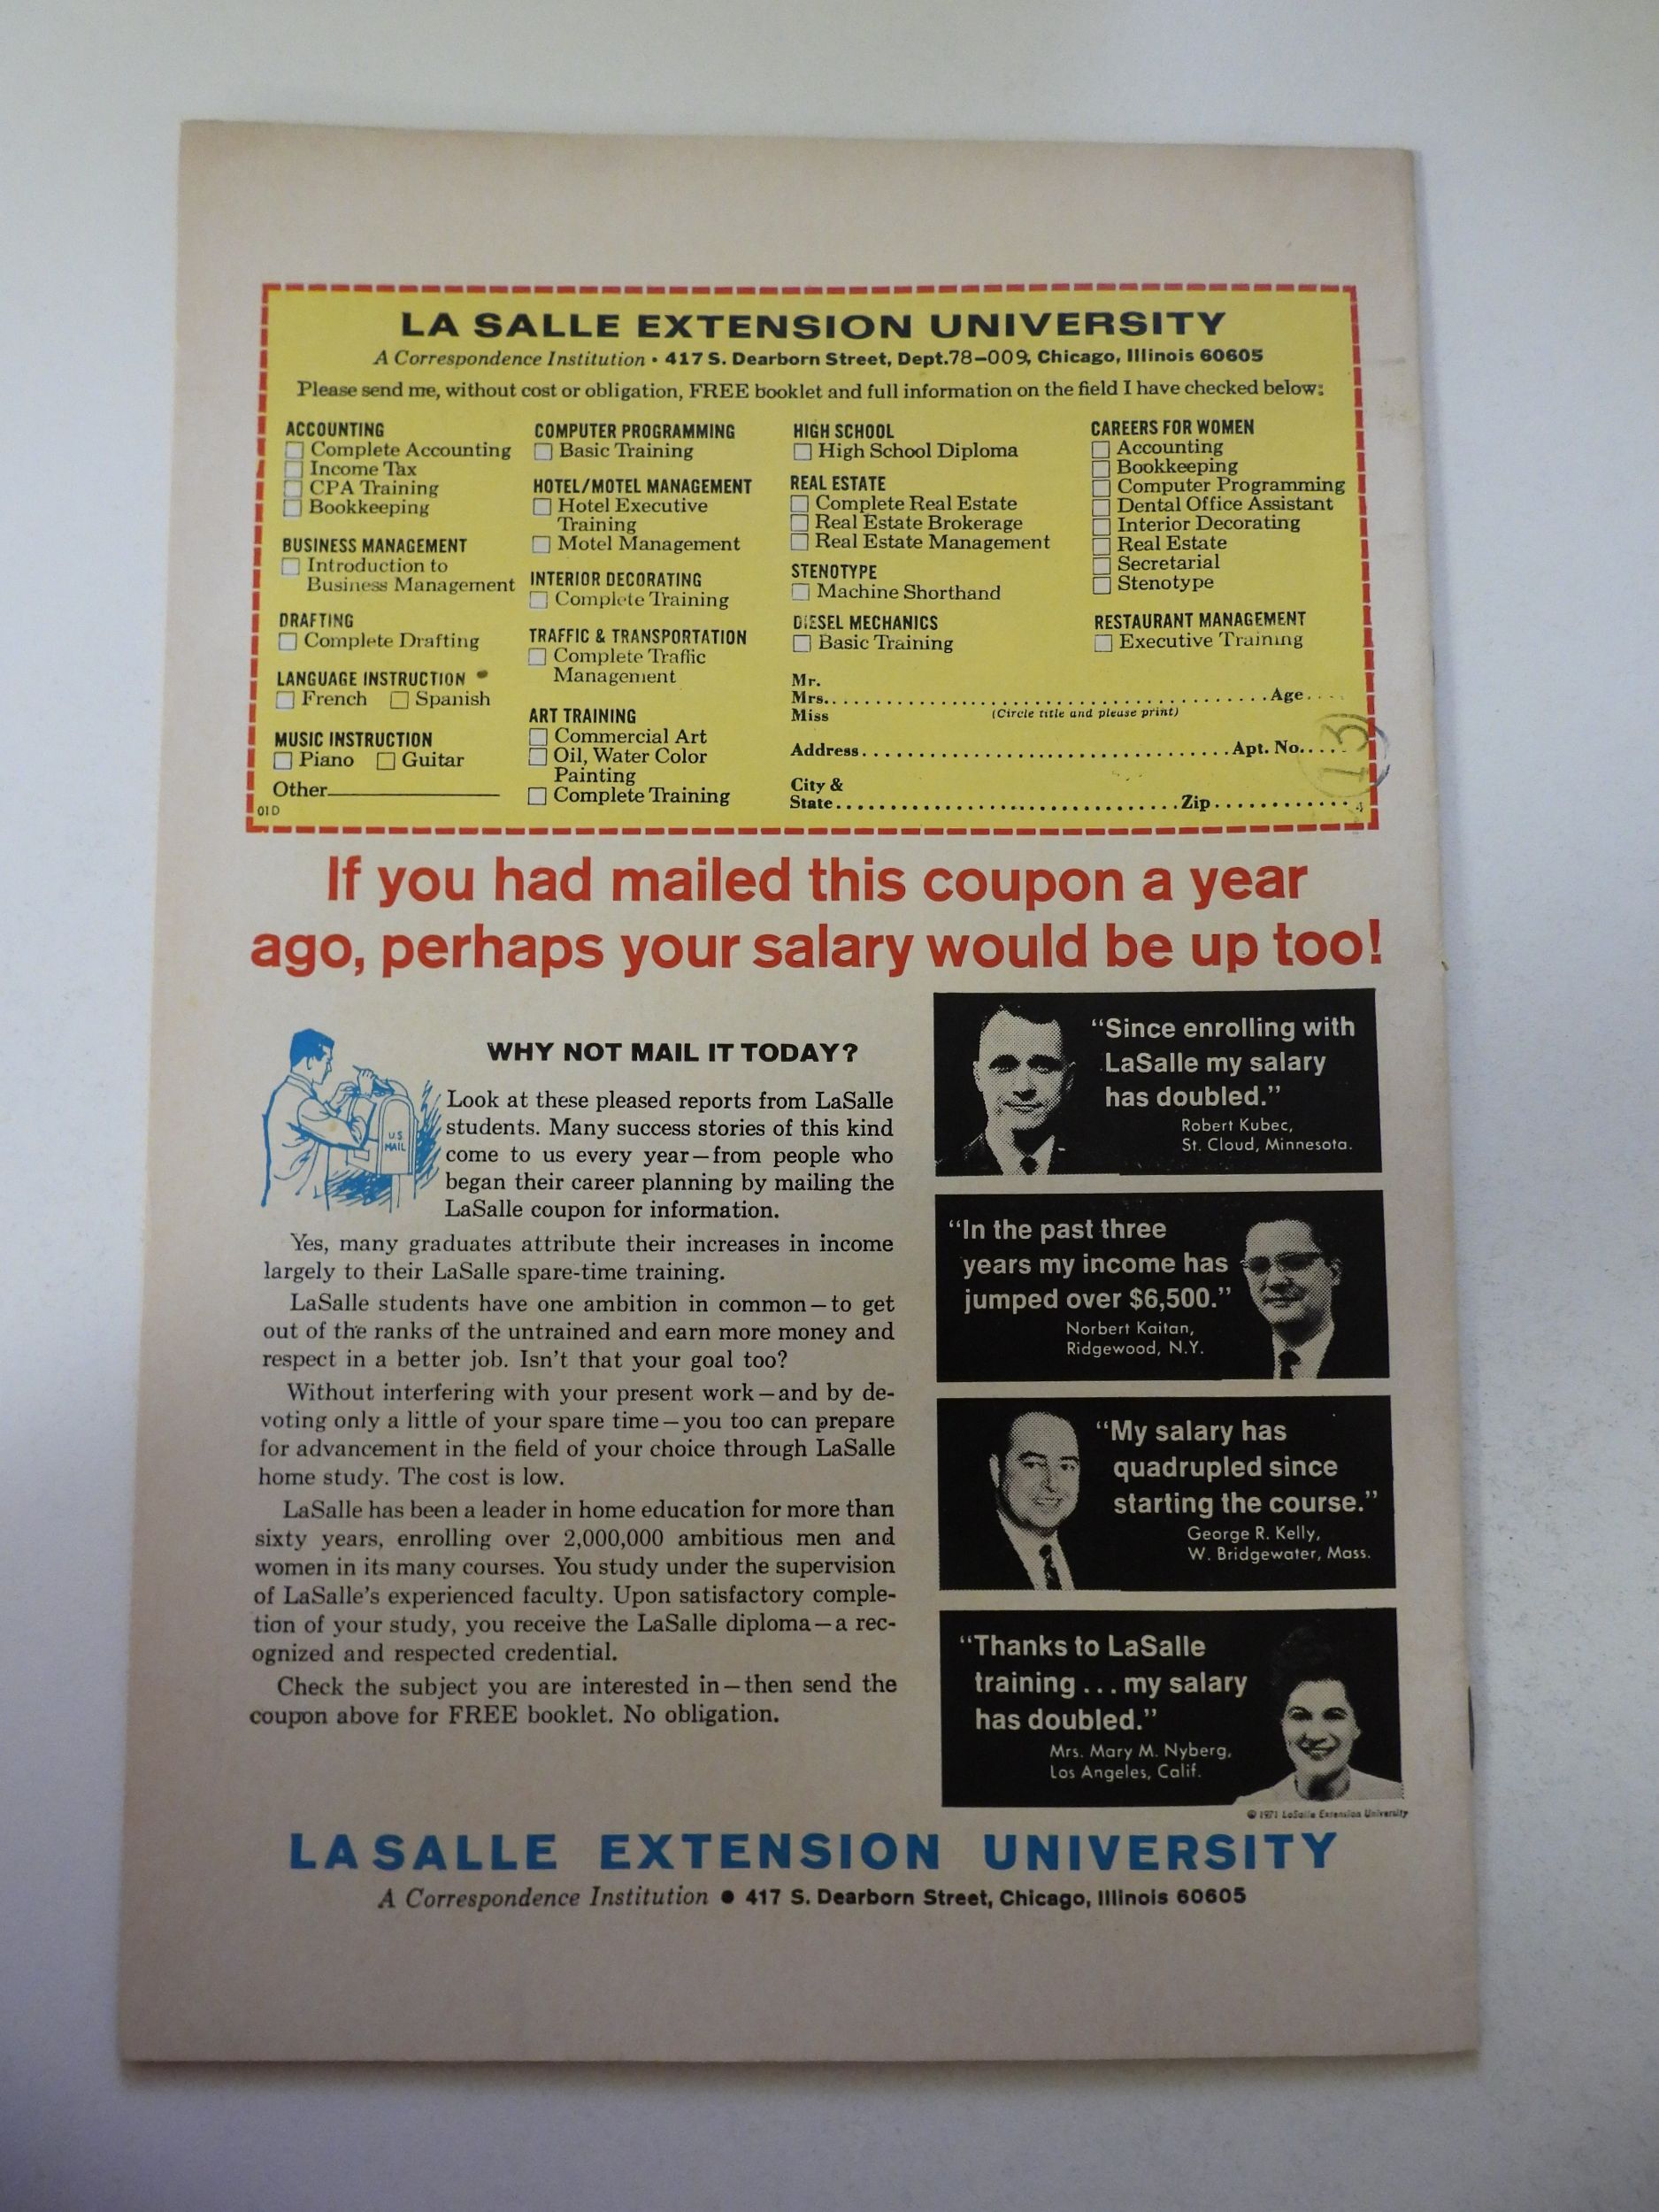 LA SALLE EXTENSION UNIVERSITY
A Correspondence Institution • 417 S. Dearborn Street, Dept. 78-009, Chicago, Illinois 60605
Please send me, without cost or obligation, FREE booklet and full information on the field I have checked below:
ACCOUNTING
Complete Accounting
Income Tax
CPA Training
Bookkeeping
BUSINESS MANAGEMENT
Introduction to
Business Management
DRAFTING
Complete Drafting
LANGUAGE INSTRUCTION
French Spanish
MUSIC INSTRUCTION
Piano Guitar
Other
01D
COMPUTER PROGRAMMING
Basic Training
HOTEL/MOTEL MANAGEMENT
Hotel Executive
Training
Motel Management
INTERIOR DECORATING
Complete Training
TRAFFIC & TRANSPORTATION
Complete Traffic
Management
ART TRAINING
Commercial Art
Oil, Water Color
Painting
Complete Training
HIGH SCHOOL
High School Diploma
REAL ESTATE
Complete Real Estate
Real Estate Brokerage
Real Estate Management
STENOTYPE
Machine Shorthand
DIESEL MECHANICS
Basic Training
CAREERS FOR WOMEN
Accounting
Bookkeeping
Computer Programming
Dental Office Assistant
Interior Decorating
Real Estate
Secretarial
Stenotype
RESTAURANT MANAGEMENT
Executive Training
Mr.
Mrs. Age
Miss (Circle title and please print)
Address Apt. No.
13
City &
State Zip
If you had mailed this coupon a year
ago, perhaps your salary would be up too!
WHY NOT MAIL IT TODAY?
U.S.
MAIL
Look at these pleased reports from LaSalle
students. Many success stories of this kind
come to us every year—from people who
began their career planning by mailing the
LaSalle coupon for information.
Yes, many graduates attribute their increases in income
largely to their LaSalle spare-time training.
LaSalle students have one ambition in common—to get
out of the ranks of the untrained and earn more money and
respect in a better job. Isn't that your goal too?
Without interfering with your present work—and by de-
voting only a little of your spare time—you too can prepare
for advancement in the field of your choice through LaSalle
home study. The cost is low.
LaSalle has been a leader in home education for more than
sixty years, enrolling over 2,000,000 ambitious men and
women in its many courses. You study under the supervision
of LaSalle's experienced faculty. Upon satisfactory comple-
tion of your study, you receive the LaSalle diploma—a rec-
ognized and respected credential.
Check the subject you are interested in—then send the
coupon above for FREE booklet. No obligation.
"Since enrolling with
LaSalle my salary
has doubled."
Robert Kubec,
St. Cloud, Minnesota.
"In the past three
years my income has
jumped over $6,500."
Norbert Kaitan,
Ridgewood, N.Y.
"My salary has
quadrupled since
starting the course."
George R. Kelly,
W. Bridgewater, Mass.
"Thanks to LaSalle
training ... my salary
has doubled."
Mrs. Mary M. Nyberg,
Los Angeles, Calif.
© 1971 LaSalle Extension University
LASALLE EXTENSION UNIVERSITY
A Correspondence Institution • 417 S. Dearborn Street, Chicago, Illinois 60605